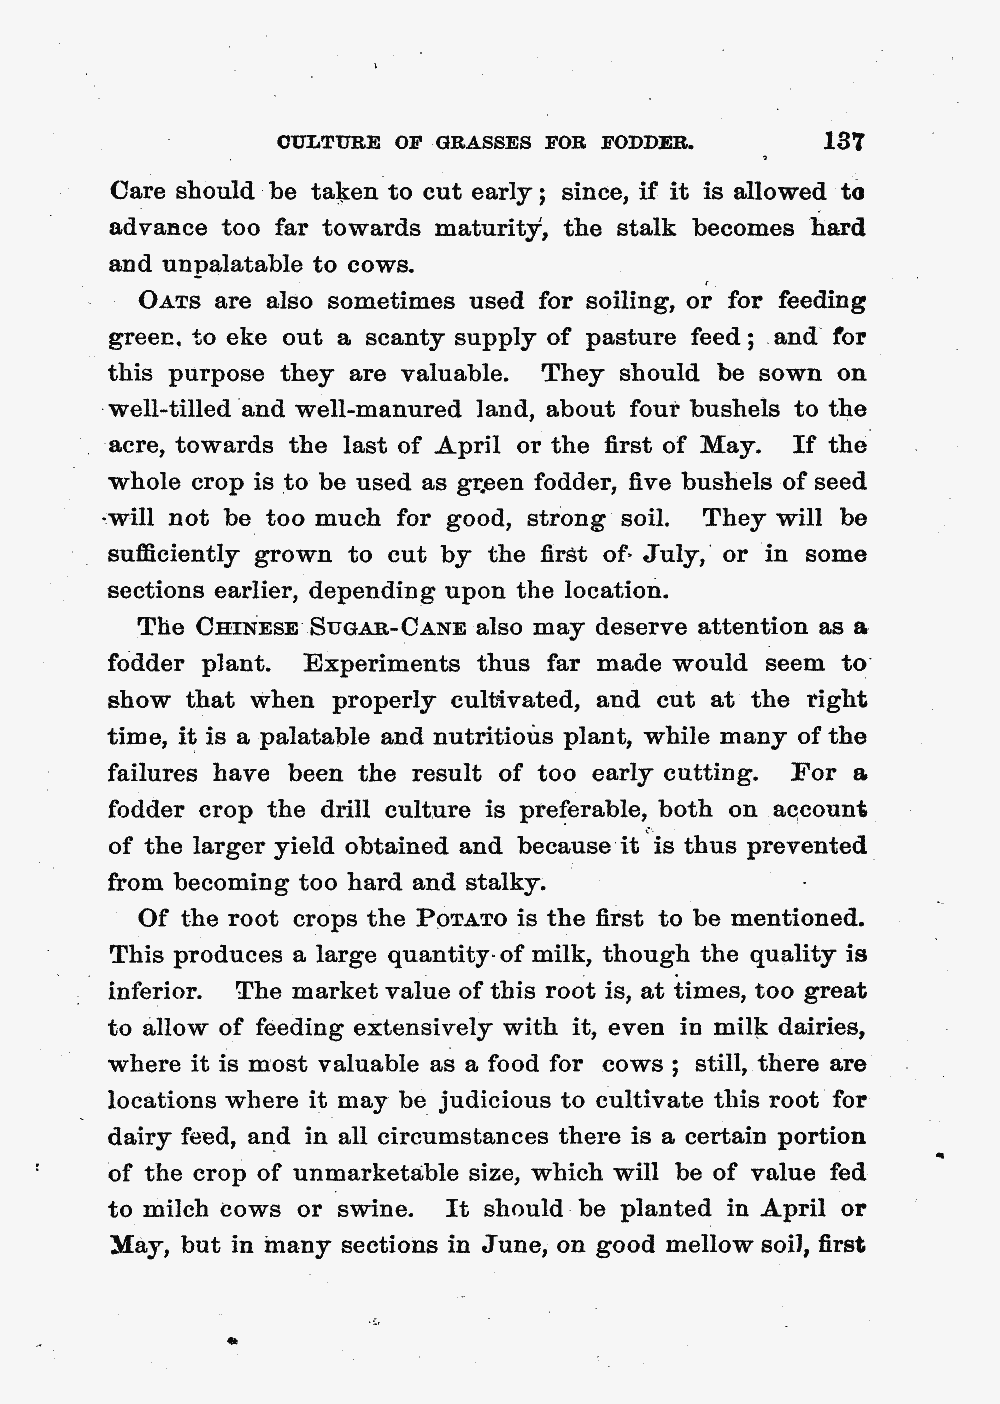 CULTURE OF GRASSES FOR FODDER. 137
Care should be taken to cut early; since, if it is allowed to
advance too far towards maturity, the stalk becomes hard
and unpalatable to cows.
OATS are also sometimes used for soiling, or for feeding
green, to eke out a scanty supply of pasture feed; and for
this purpose they are valuable. They should be sown on
well-tilled and well-manured land, about four bushels to the
acre, towards the last of April or the first of May. If the
whole crop is to be used as green fodder, five bushels of seed
will not be too much for good, strong soil. They will be
sufficiently grown to cut by the first of July, or in some
sections earlier, depending upon the location.
The CHINESE SUGAR-CANE also may deserve attention as a
fodder plant. Experiments thus far made would seem to
show that when properly cultivated, and cut at the right
time, it is a palatable and nutritious plant, while many of the
failures have been the result of too early cutting. For a
fodder crop the drill culture is preferable, both on account
of the larger yield obtained and because it is thus prevented
from becoming too hard and stalky.
Of the root crops the POTATO is the first to be mentioned.
This produces a large quantity of milk, though the quality is
inferior. The market value of this root is, at times, too great
to allow of feeding extensively with it, even in milk dairies,
where it is most valuable as a food for cows; still, there are
locations where it may be judicious to cultivate this root for
dairy feed, and in all circumstances there is a certain portion
of the crop of unmarketable size, which will be of value fed
to milch cows or swine. It should be planted in April or
May, but in many sections in June, on good mellow soil, first